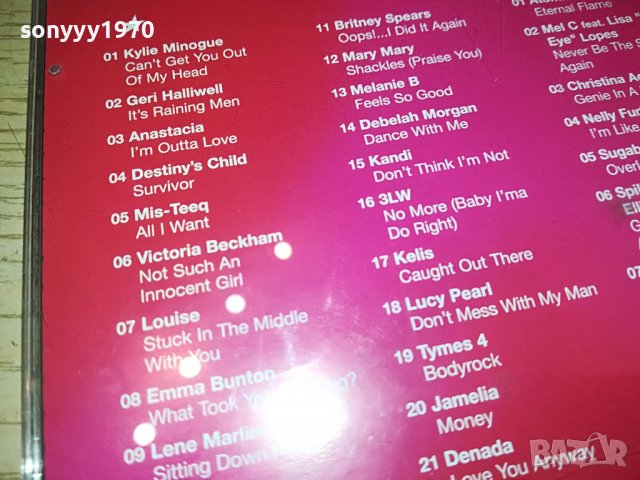 sonyyy1970
01 Kylie Minogue
Can't Get You Out
Of My Head
02 Geri Halliwell
It's Raining Men
03 Anastacia
I'm Outta Love
04 Destiny's Child
Survivor
05 Mis-Teeq
All I Want
06 Victoria Beckham
Not Such An
Innocent Girl
07 Louise
Stuck In The Middle
With You
08 Emma Bunton
What Took
09 Lene Marlin
Sitting Down
11 Britney Spears
Oops!...I Did It Again
12 Mary Mary
Shackles (Praise You)
13 Melanie B
Feels So Good
14 Debelah Morgan
Dance With Me
15 Kandi
Don't Think I'm Not
16 3LW
No More (Baby I'ma
Do Right)
17 Kelis
Caught Out There
18 Lucy Pearl
Don't Mess With My Man
19 Tymes 4
Bodyrock
20 Jamelia
Money
21 Denada
Love You Anyway
01
Eternal Flame
02 Mel C feat. Lisa
Eye" Lopes
Never Be The
Again
03 Christina
Genie In A
04 Nelly
I'm Like
05
06
07
BAZAR